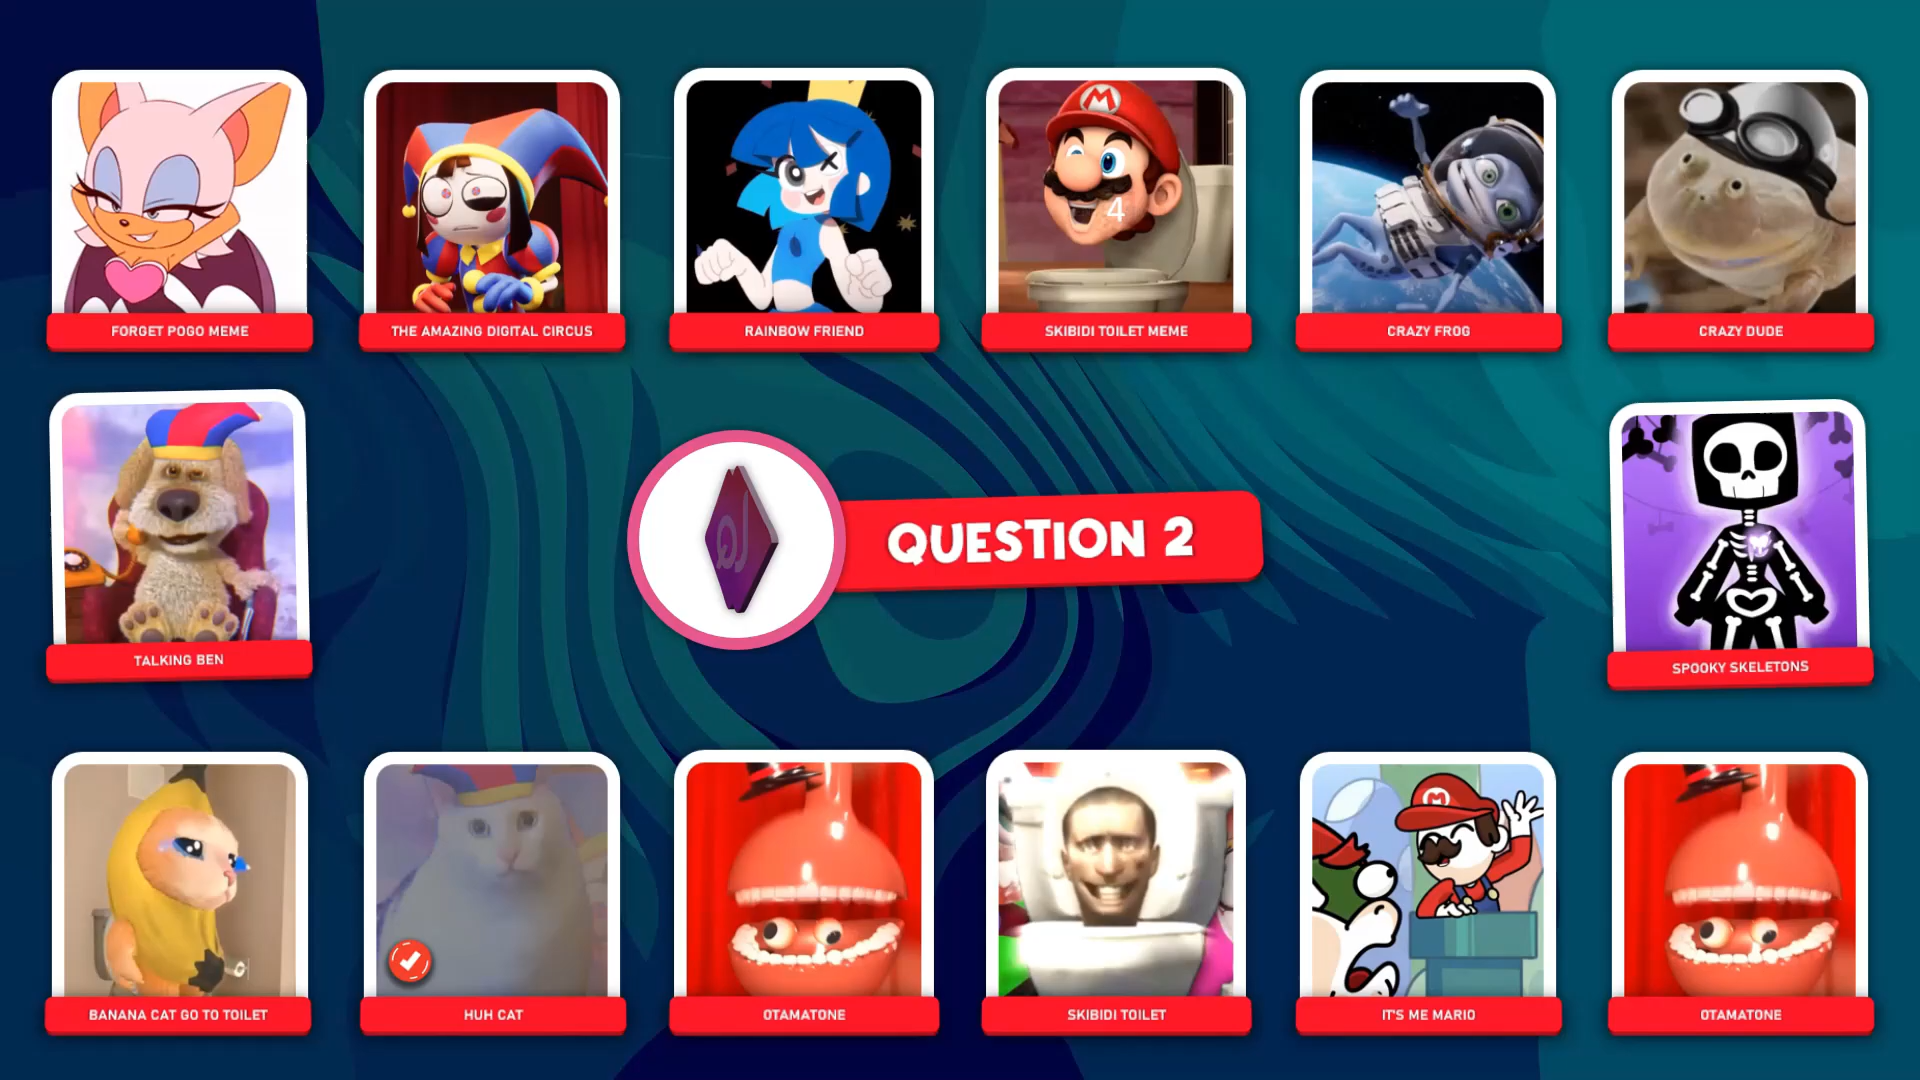 FORGET POGO MEME
THE AMAZING DIGITAL CIRCUS
RAINBOW FRIEND
4
SKIBIDI TOILET MEME
CRAZY FROG
CRAZY DUDE
TALKING BEN
QUESTION 2
SPOOKY SKELETONS
BANANA CAT GO TO TOILET
HUH CAT
OTAMATONE
SKIBIDI TOILET
IT'S ME MARIO
OTAMATONE